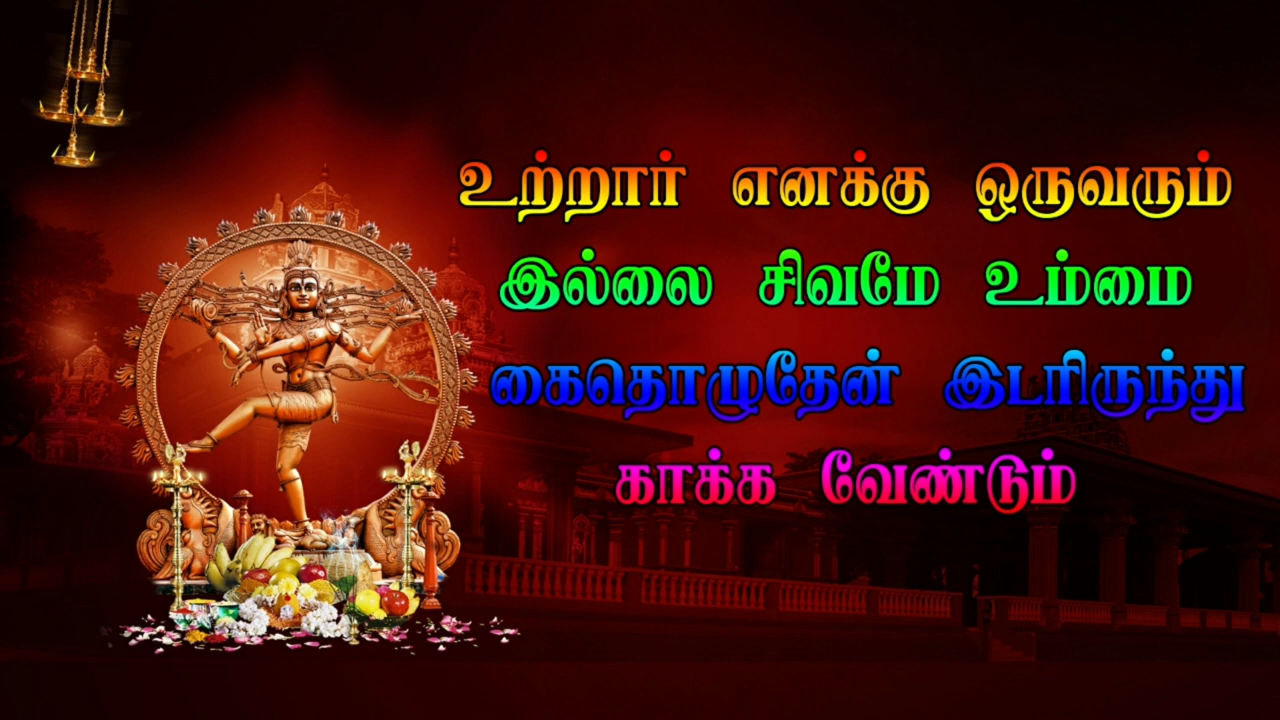 உற்றார் எனக்கு ஒருவரும்
இல்லை சிவமே உம்மை
கைதொழுதேன் இடரிருந்து
காக்க வேண்டும்